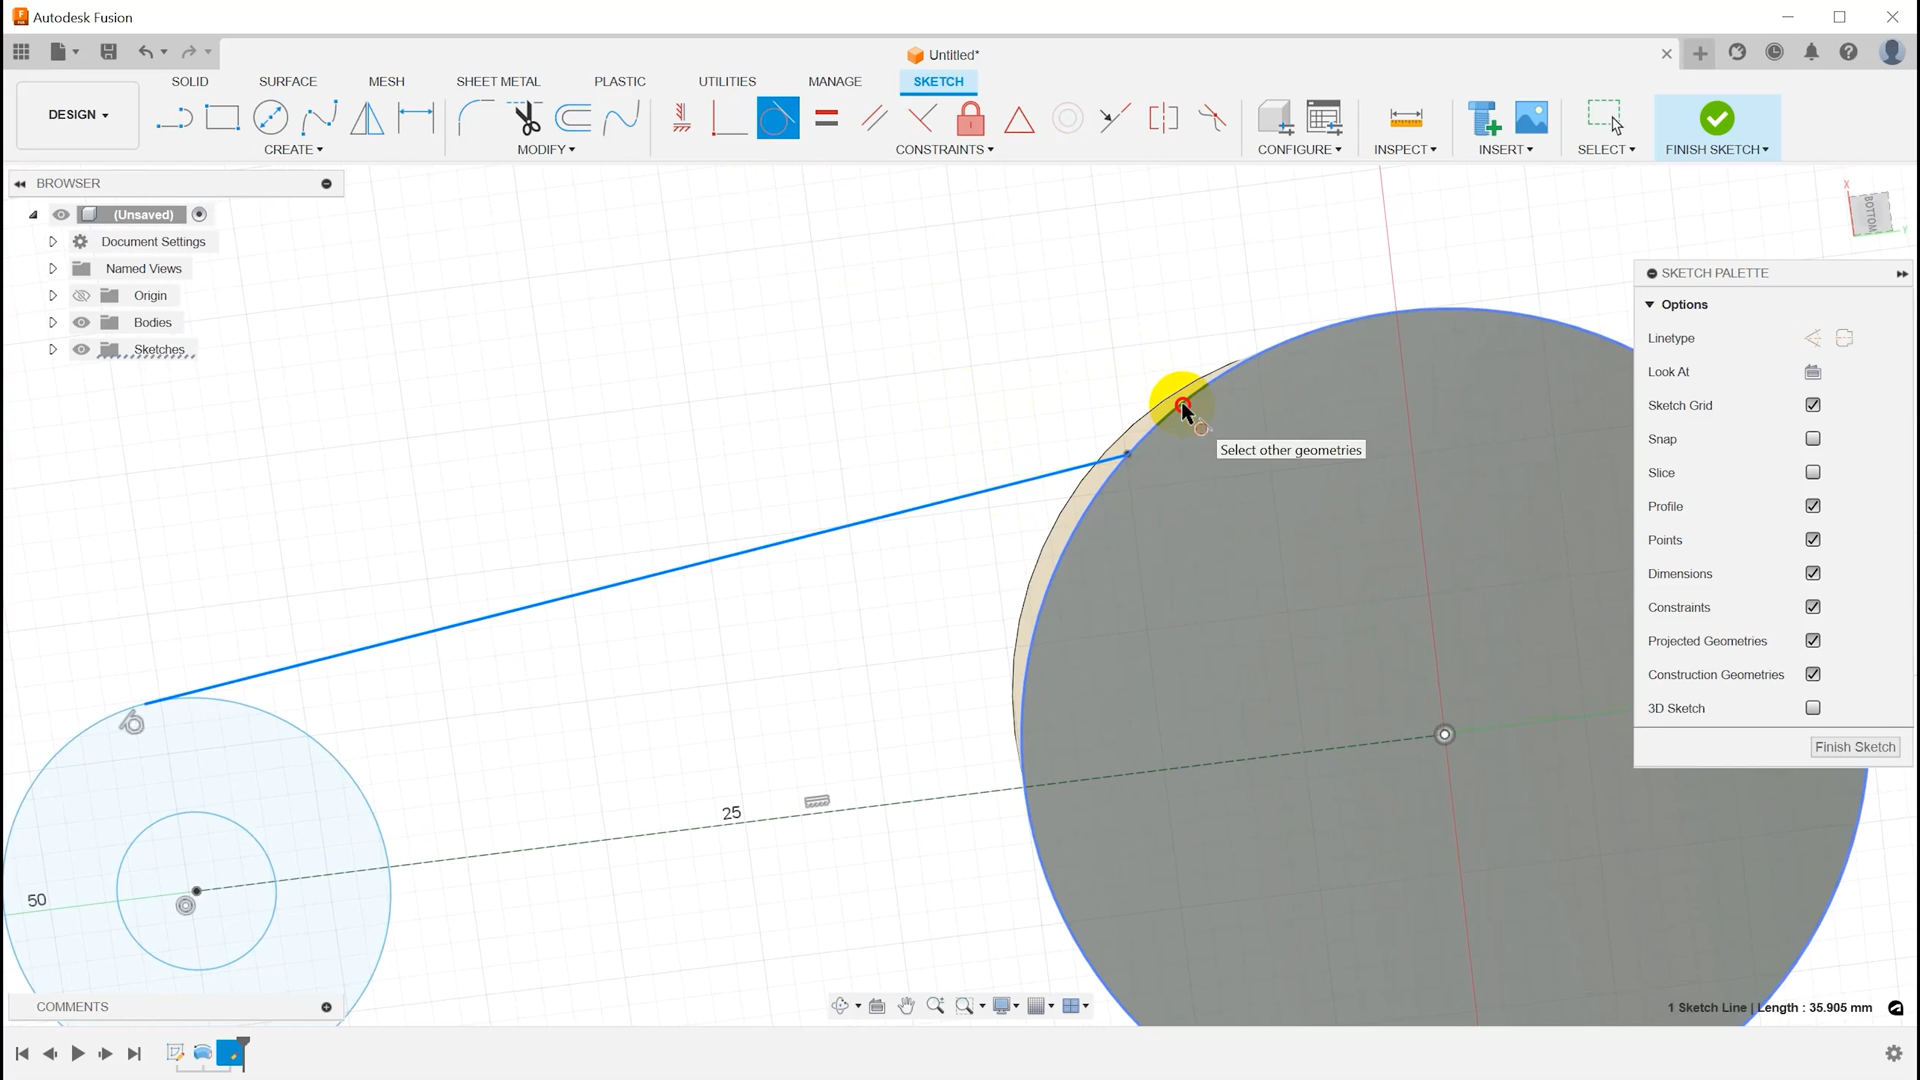 Autodesk Fusion
Untitled*
SOLID
SURFACE
MESH
SHEET METAL
PLASTIC
UTILITIES
MANAGE
SKETCH
DESIGN
CREATE
MODIFY
CONSTRAINTS
CONFIGURE
INSPECT
INSERT
SELECT
FINISH SKETCH
BROWSER
(Unsaved)
Document Settings
Named Views
Origin
Bodies
Sketches
X
BOTTOM
Y
SKETCH PALETTE
Options
Linetype
Look At
Sketch Grid
Snap
Slice
Profile
Points
Dimensions
Constraints
Projected Geometries
Construction Geometries
3D Sketch
Finish Sketch
Select other geometries
25
50
COMMENTS
1 Sketch Line | Length : 35.905 mm